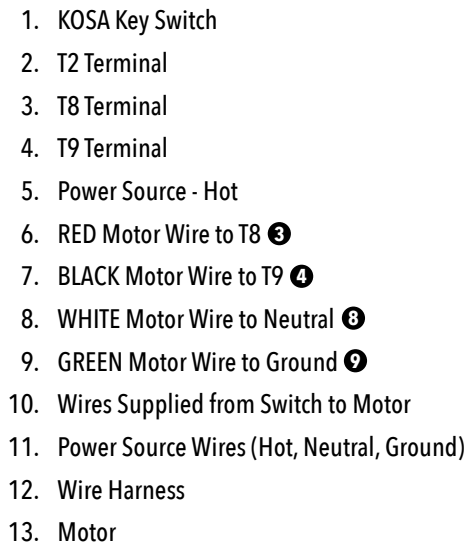 1. KOSA Key Switch
2. T2 Terminal
3. T8 Terminal
4. T9 Terminal
5. Power Source - Hot
6. RED Motor Wire to T8 ❸
7. BLACK Motor Wire to T9 ❹
8. WHITE Motor Wire to Neutral ❽
9. GREEN Motor Wire to Ground ❾
10. Wires Supplied from Switch to Motor
11. Power Source Wires (Hot, Neutral, Ground)
12. Wire Harness
13. Motor